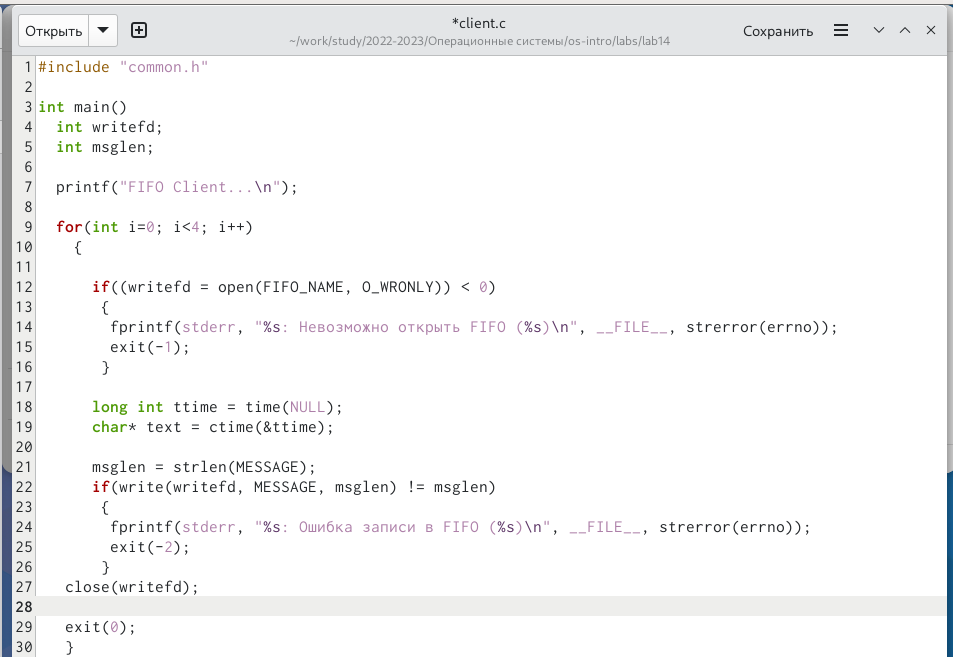 Открыть
*client.c
~/work/study/2022-2023/Операционные системы/os-intro/labs/lab14
Сохранить
1 #include "common.h"
2
3 int main()
4   int writefd;
5   int msglen;
6
7   printf("FIFO Client...\n");
8
9   for(int i=0; i<4; i++)
10     {
11
12       if((writefd = open(FIFO_NAME, O_WRONLY)) < 0)
13        {
14         fprintf(stderr, "%s: Невозможно открыть FIFO (%s)\n", __FILE__, strerror(errno));
15         exit(-1);
16        }
17
18       long int ttime = time(NULL);
19       char* text = ctime(&ttime);
20
21       msglen = strlen(MESSAGE);
22       if(write(writefd, MESSAGE, msglen) != msglen)
23        {
24         fprintf(stderr, "%s: Ошибка записи в FIFO (%s)\n", __FILE__, strerror(errno));
25         exit(-2);
26        }
27    close(writefd);
28
29    exit(0);
30    }